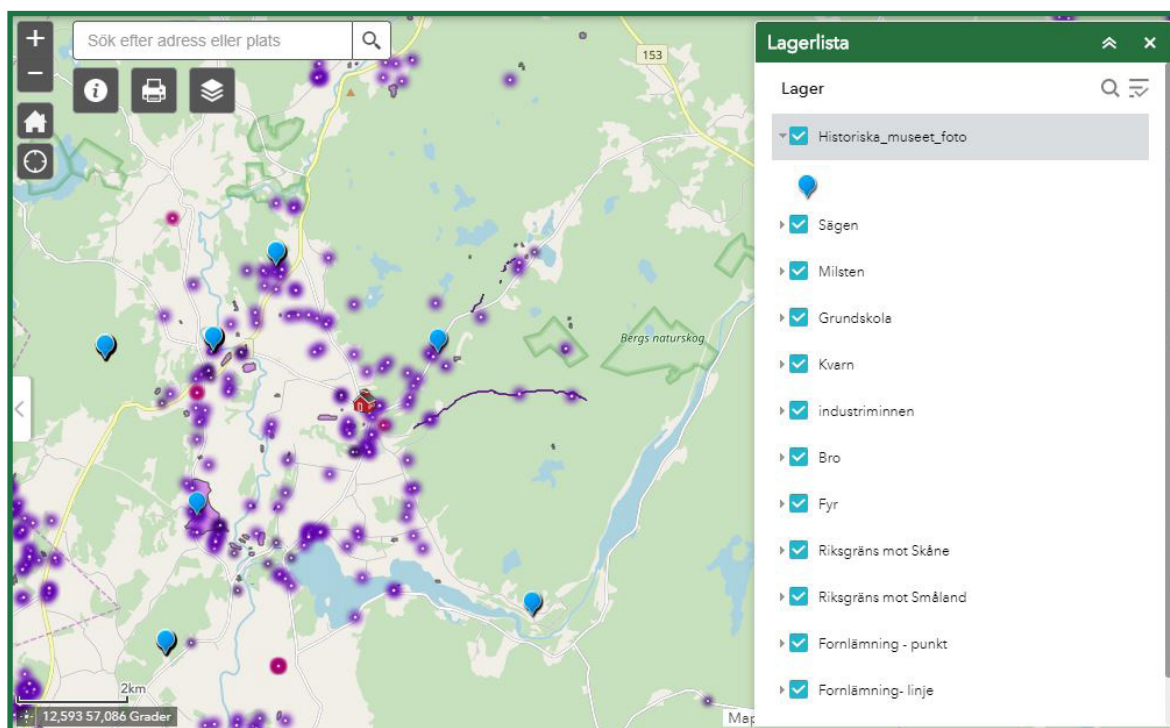 +
Sök efter adress eller plats
−
153
Bergs naturskog
2km
12,593 57,086 Grader
Map
Lagerlista
Lager
Historiska_museet_foto
Sägen
Milsten
Grundskola
Kvarn
industriminnen
Bro
Fyr
Riksgräns mot Skåne
Riksgräns mot Småland
Fornlämning - punkt
Fornlämning- linje